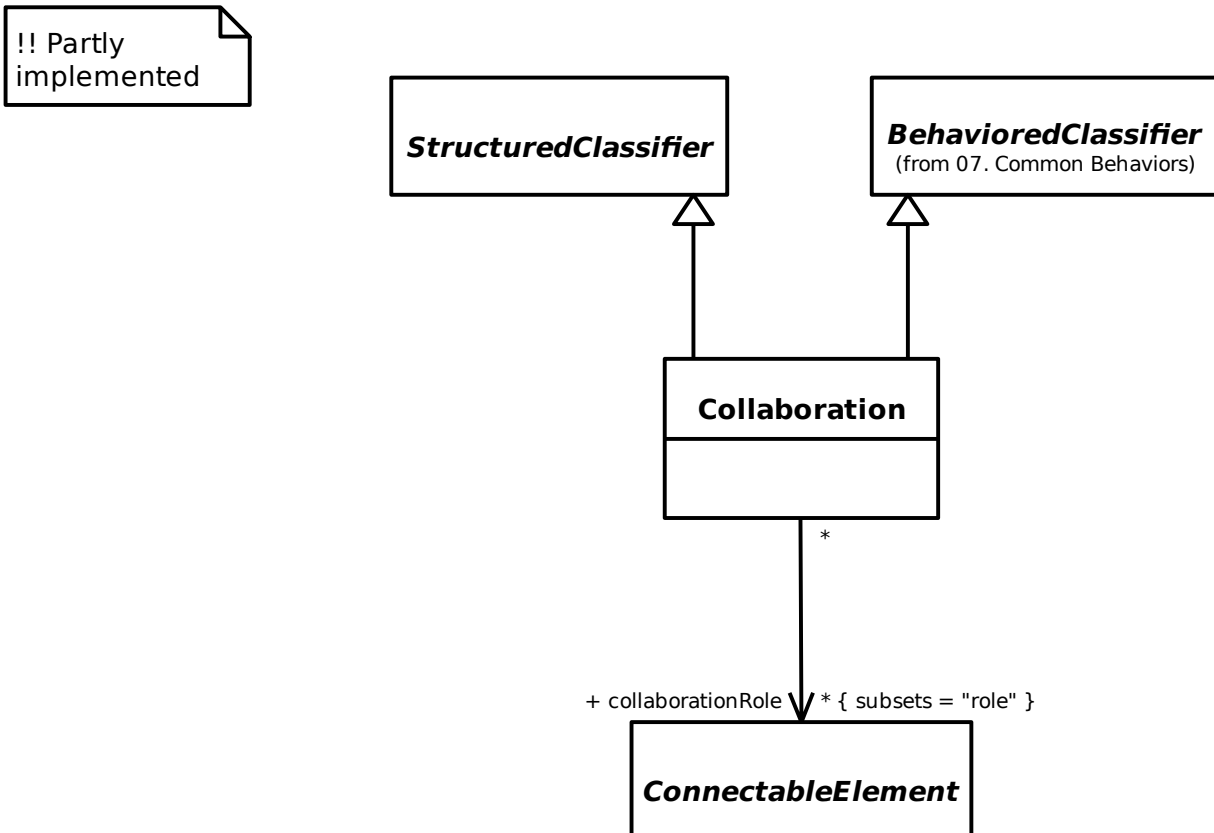 !! Partly
implemented
StructuredClassifier
BehavioredClassifier
(from 07. Common Behaviors)
Collaboration
*
+ collaborationRole
* { subsets = "role" }
ConnectableElement